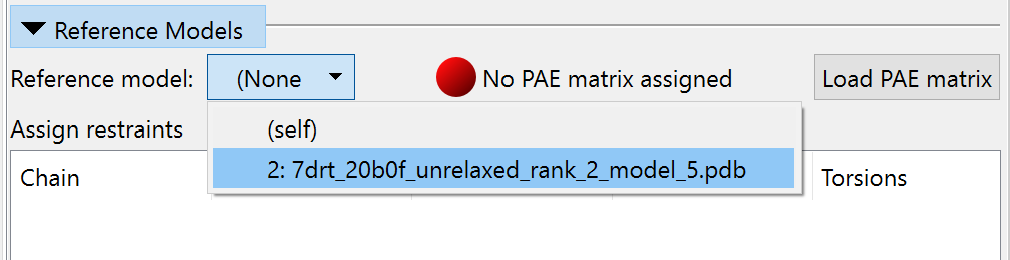 Reference Models
Reference model: (None No PAE matrix assigned Load PAE matrix
(self)
Assign restraints
2: 7drt_20b0f_unrelaxed_rank_2_model_5.pdb
Chain Torsions